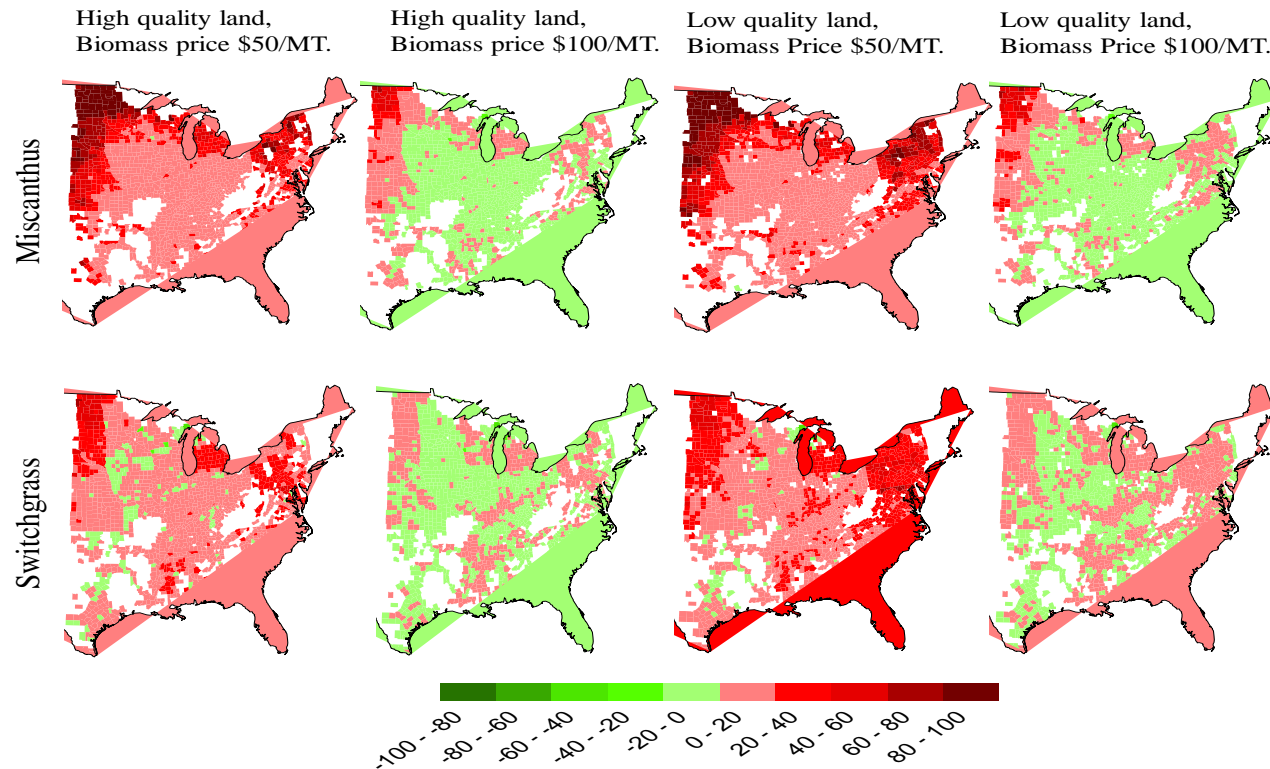 High quality land,
Biomass price $50/MT.
High quality land,
Biomass price $100/MT.
Low quality land,
Biomass Price $50/MT.
Low quality land,
Biomass Price $100/MT.
Miscanthus
Switchgrass
-100 - -80
-80 - -60
-60 - -40
-40 - -20
-20 - 0
0 - 20
20 - 40
40 - 60
60 - 80
80 - 100